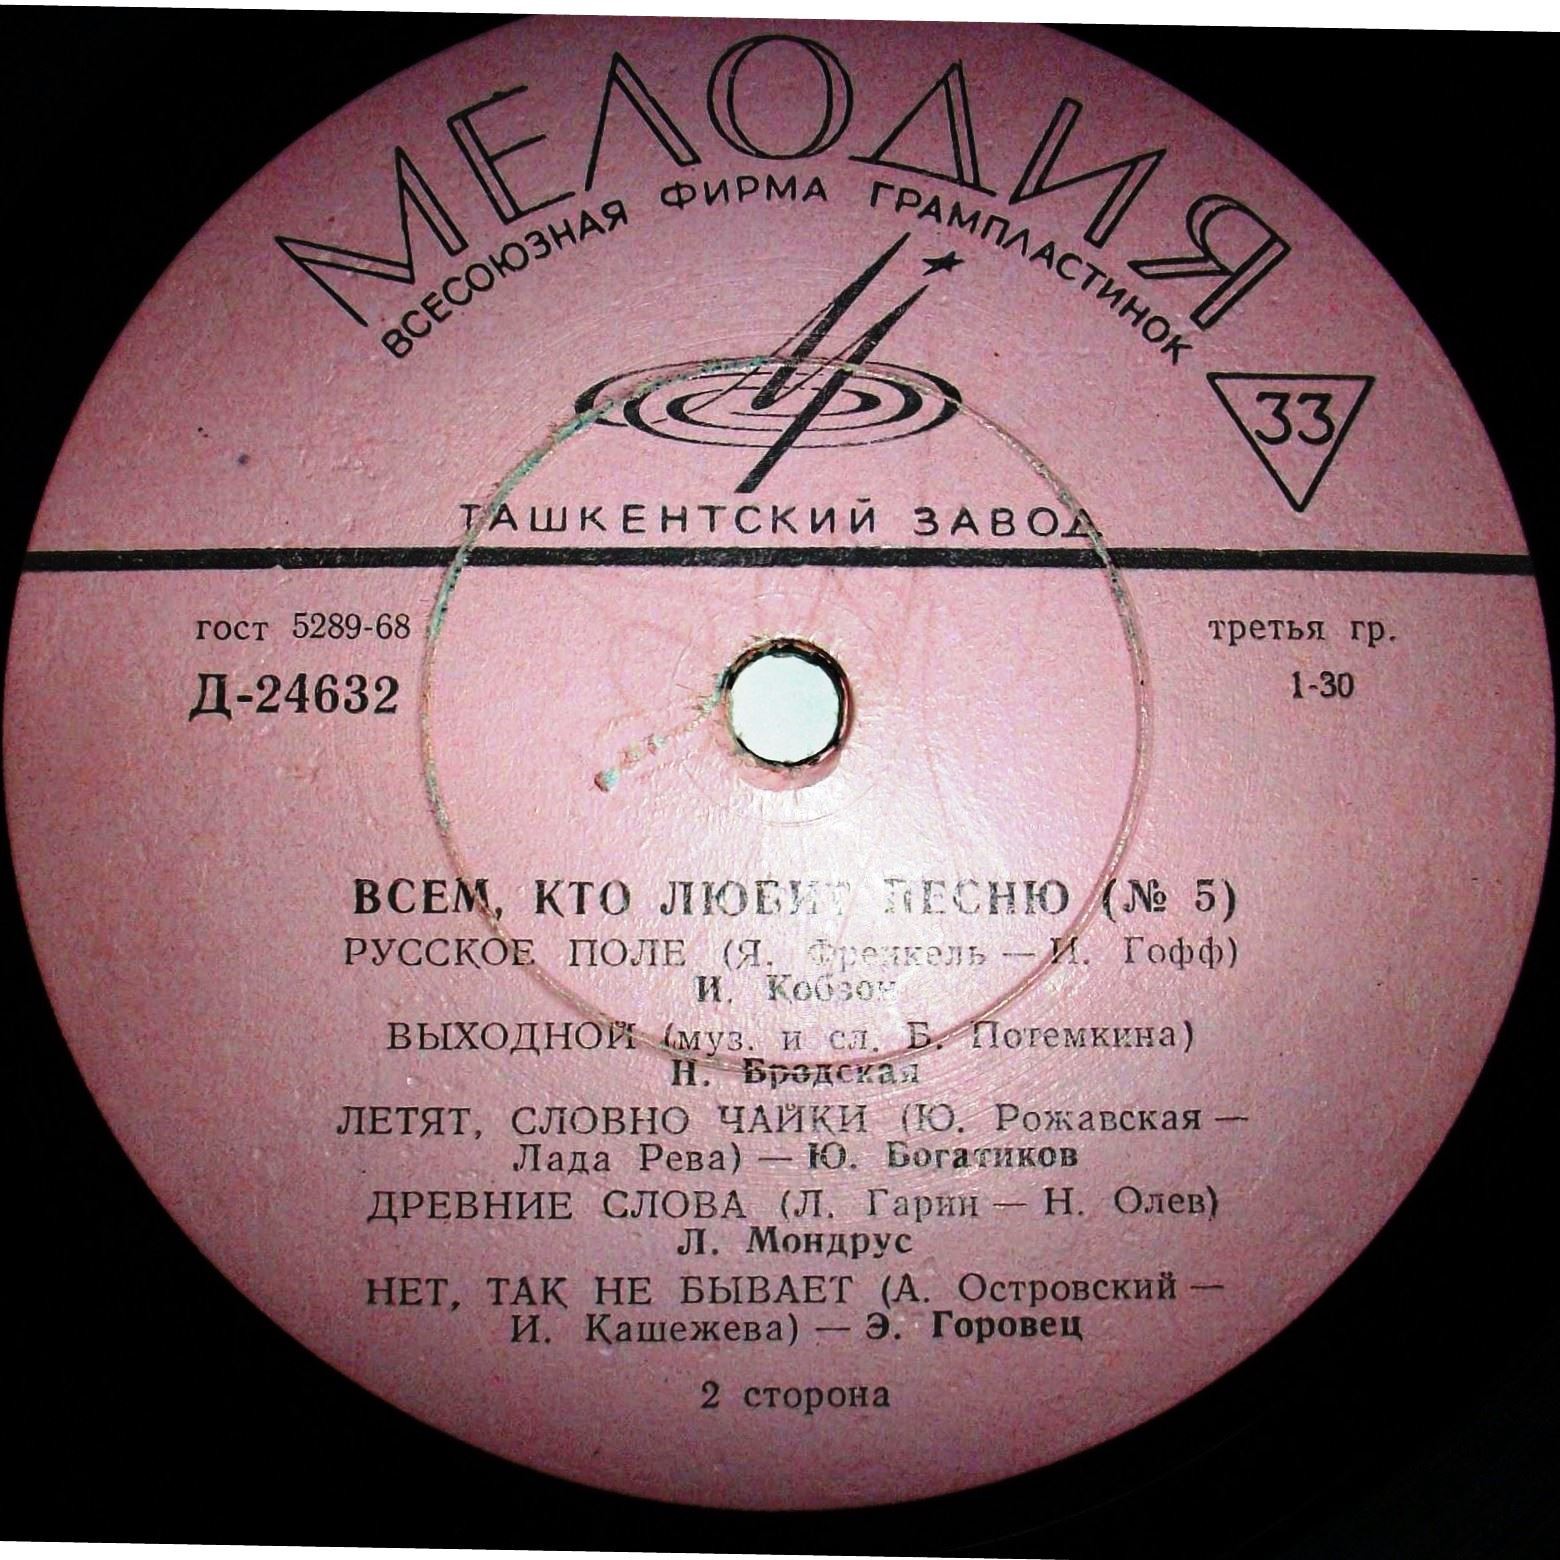 МЕЛОДИЯ
ВСЕСОЮЗНАЯ ФИРМА ГРАМПЛАСТИНОК
33
ТАШКЕНТСКИЙ ЗАВОД
гост 5289-68
третья гр.
Д-24632
1-30
ВСЕМ, КТО ЛЮБИТ ПЕСНЮ (№ 5)
РУССКОЕ ПОЛЕ (Я. Френкель — И. Гофф)
И. Кобзон
ВЫХОДНОЙ (муз. и сл. Б. Потемкина)
Н. Бродская
ЛЕТЯТ, СЛОВНО ЧАЙКИ (Ю. Рожавская —
Лада Рева) — Ю. Богатиков
ДРЕВНИЕ СЛОВА (Л. Гарин — Н. Олев)
Л. Мондрус
НЕТ, ТАК НЕ БЫВАЕТ (А. Островский —
И. Кашежева) — Э. Горовец
2 сторона